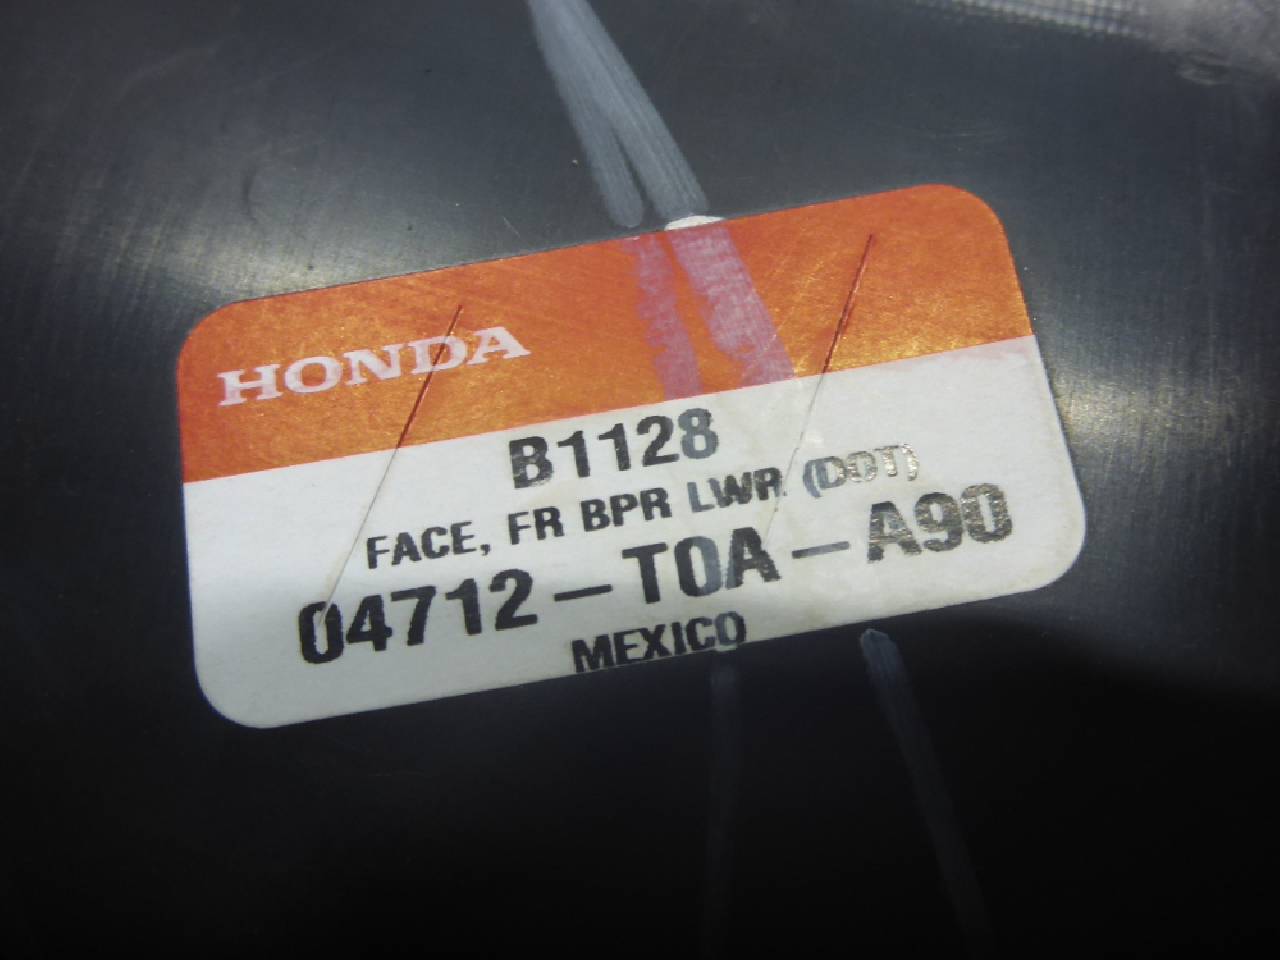 HONDA
B1128
FACE, FR BPR LWR (DOT)
04712-T0A-A90
MEXICO